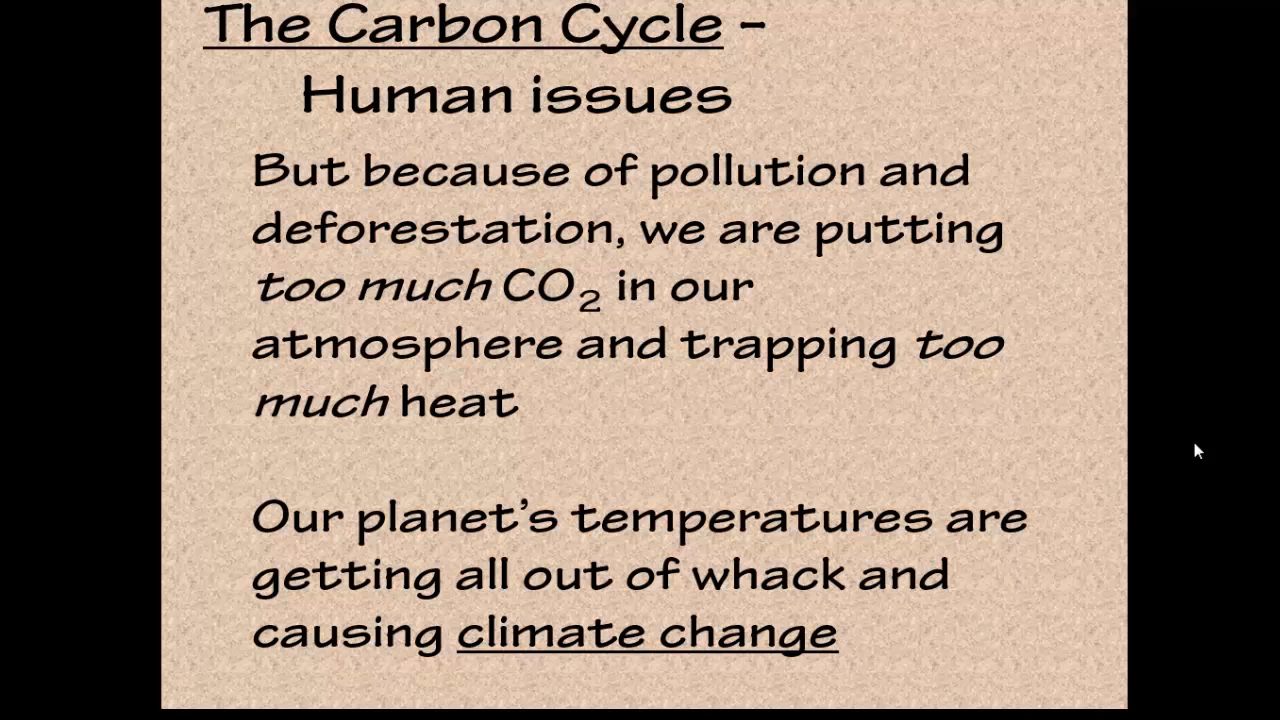 The Carbon Cycle –
Human issues
But because of pollution and
deforestation, we are putting
too much CO₂ in our
atmosphere and trapping too
much heat
Our planet’s temperatures are
getting all out of whack and
causing climate change